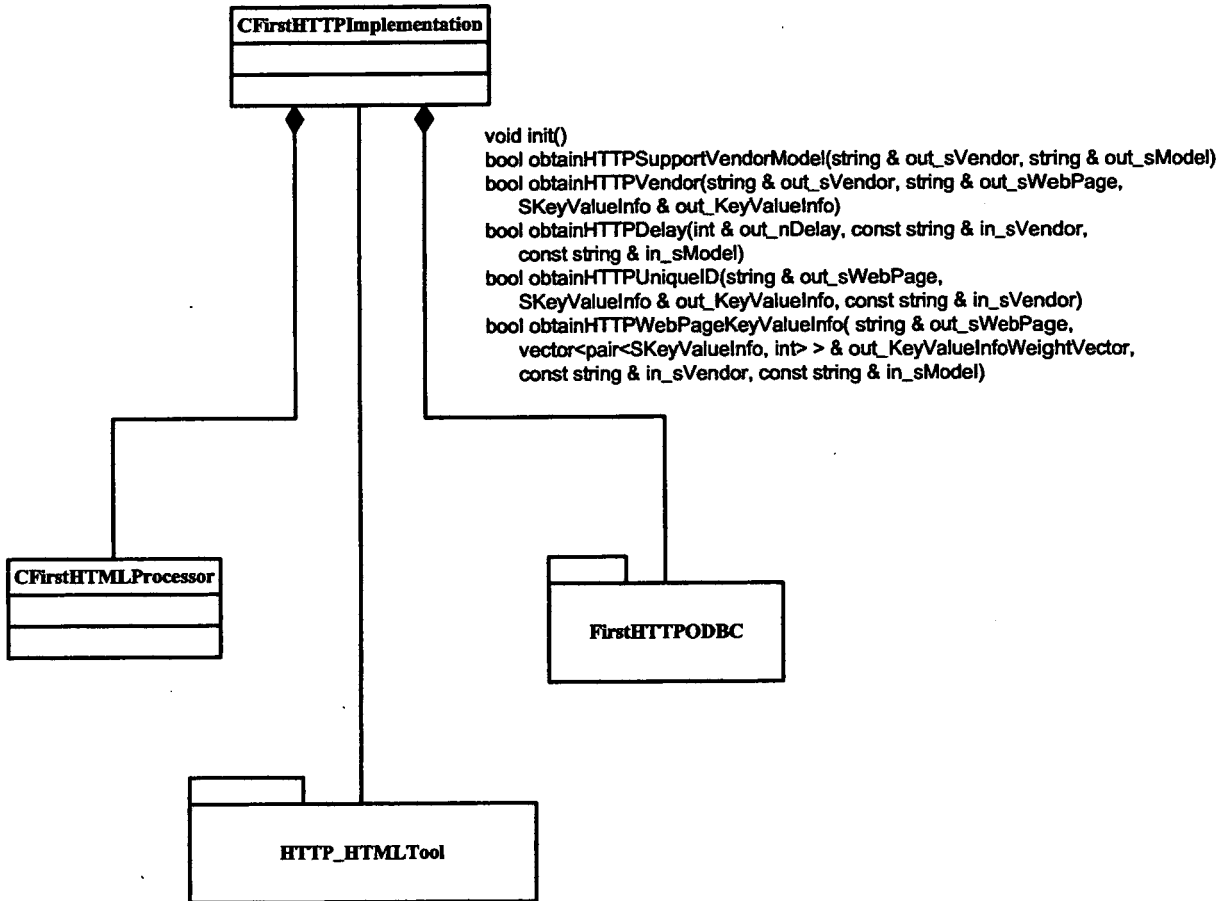 CFirstHTTPImplementation
void init()
bool obtainHTTPSupportVendorModel(string & out_sVendor, string & out_sModel)
bool obtainHTTPVendor(string & out_sVendor, string & out_sWebPage,
SKeyValueInfo & out_KeyValueInfo)
bool obtainHTTPDelay(int & out_nDelay, const string & in_sVendor,
const string & in_sModel)
bool obtainHTTPUniqueID(string & out_sWebPage,
SKeyValueInfo & out_KeyValueInfo, const string & in_sVendor)
bool obtainHTTPWebPageKeyValueInfo( string & out_sWebPage,
vector<pair<SKeyValueInfo, int> > & out_KeyValueInfoWeightVector,
const string & in_sVendor, const string & in_sModel)
CFirstHTMLProcessor
FirstHTTPODBC
HTTP_HTMLTool